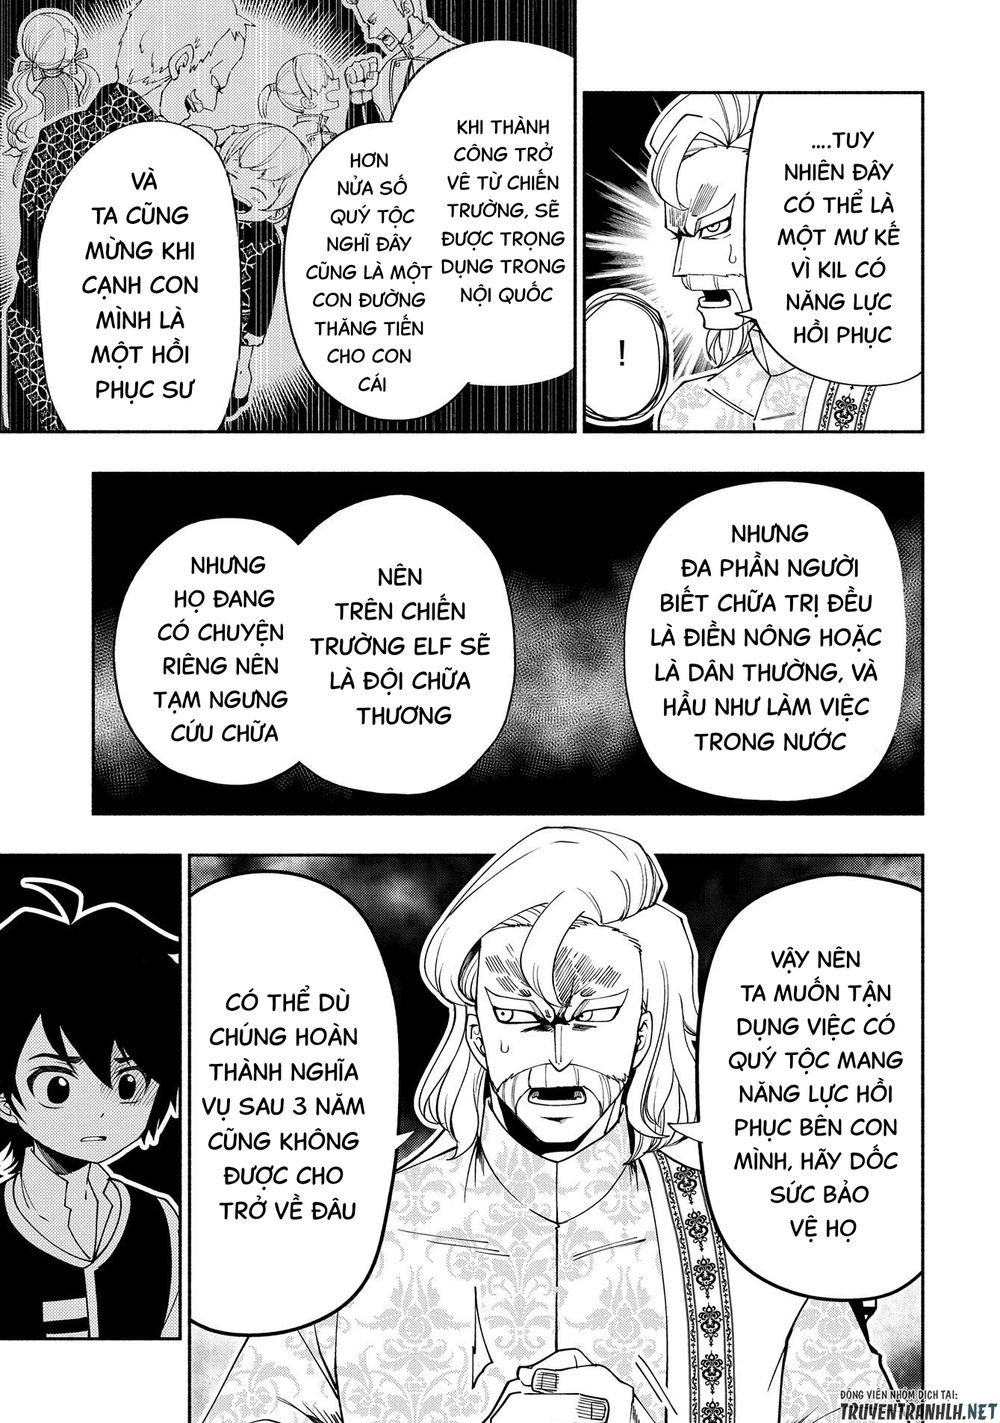 ....TUY
NHIÊN ĐÂY
CÓ THỂ LÀ
MỘT MƯ KẾ
VÌ KIL CÓ
NĂNG LỰC
HỒI PHỤC
!
KHI THÀNH
CÔNG TRỞ
VỀ TỪ CHIẾN
TRƯỜNG, SẼ
ĐƯỢC TRỌNG
DỤNG TRONG
NỘI QUỐC
HƠN
NỬA SỐ
QUÝ TỘC
NGHĨ ĐÂY
CŨNG LÀ MỘT
CON ĐƯỜNG
THĂNG TIẾN
CHO CON
CÁI
VÀ
TA CŨNG
MỪNG KHI
CẠNH CON
MÌNH LÀ
MỘT HỒI
PHỤC SƯ
NHƯNG
ĐA PHẦN NGƯỜI
BIẾT CHỮA TRỊ ĐỀU
LÀ ĐIỀN NÔNG HOẶC
LÀ DÂN THƯỜNG, VÀ
HẦU NHƯ LÀM VIỆC
TRONG NƯỚC
NÊN
TRÊN CHIẾN
TRƯỜNG ELF SẼ
LÀ ĐỘI CHỮA
THƯƠNG
NHƯNG
HỌ ĐANG
CÓ CHUYỆN
RIÊNG NÊN
TẠM NGƯNG
CỨU CHỮA
VẬY NÊN
TA MUỐN TẬN
DỤNG VIỆC CÓ
QUÝ TỘC MANG
NĂNG LỰC HỒI
PHỤC BÊN CON
MÌNH, HÃY DỐC
SỨC BẢO
VỆ HỌ
CÓ THỂ DÙ
CHÚNG HOÀN
THÀNH NGHĨA
VỤ SAU 3 NĂM
CŨNG KHÔNG
ĐƯỢC CHO
TRỞ VỀ ĐÂU
ĐỘNG VIÊN NHÓM DỊCH TẠI:
TRUYENTRANHLH.NET